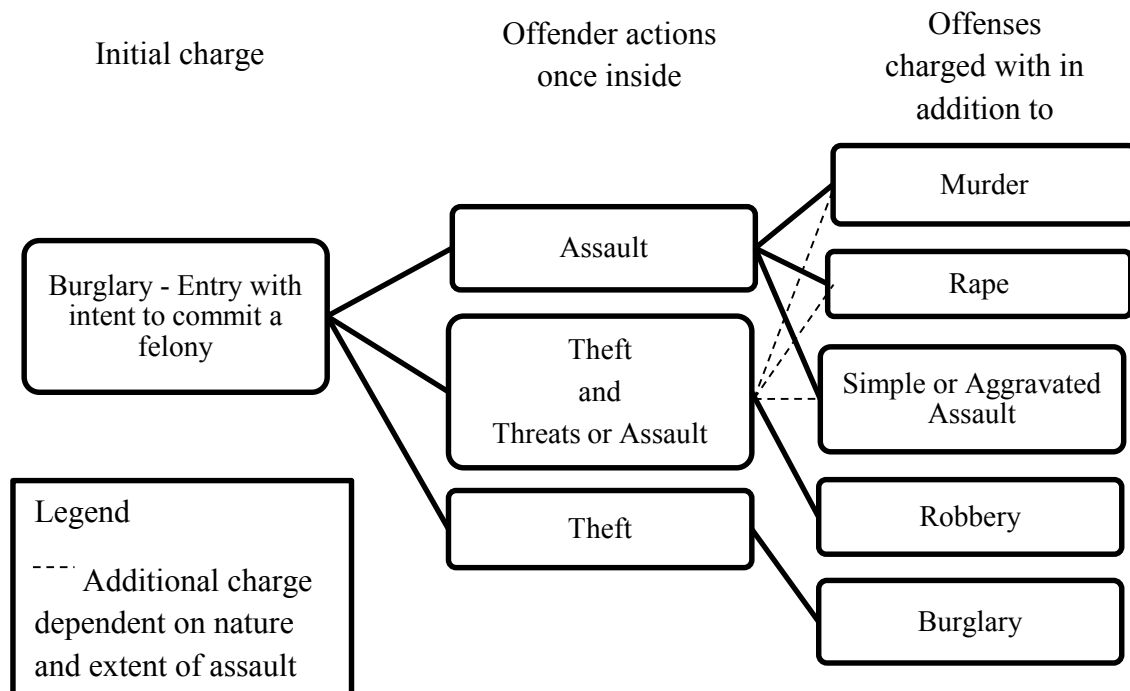 Initial charge
Offender actions
once inside
Offenses
charged with in
addition to
Burglary - Entry with
intent to commit a
felony
Assault
Theft
and
Threats or Assault
Theft
Murder
Rape
Simple or Aggravated
Assault
Robbery
Burglary
Legend
Additional charge
dependent on nature
and extent of assault